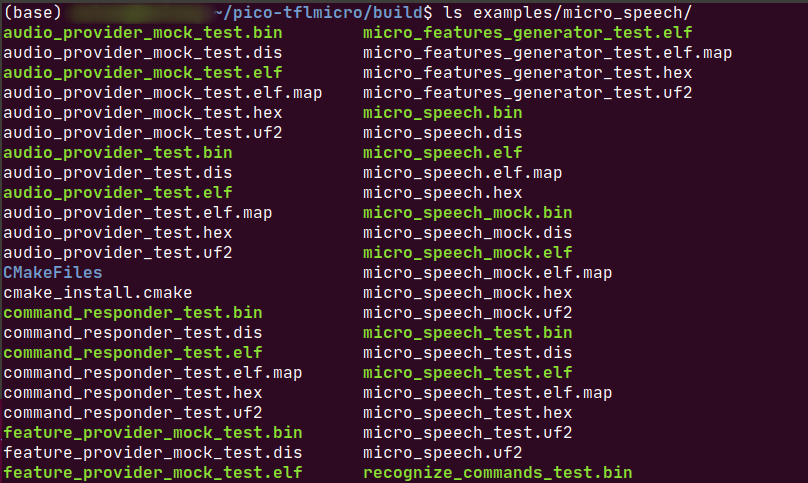 (base) ~/pico-tflmicro/build$ ls examples/micro_speech/
audio_provider_mock_test.bin micro_features_generator_test.elf
audio_provider_mock_test.dis micro_features_generator_test.elf.map
audio_provider_mock_test.elf micro_features_generator_test.hex
audio_provider_mock_test.elf.map micro_features_generator_test.uf2
audio_provider_mock_test.hex micro_speech.bin
audio_provider_mock_test.uf2 micro_speech.dis
audio_provider_test.bin micro_speech.elf
audio_provider_test.dis micro_speech.elf.map
audio_provider_test.elf micro_speech.hex
audio_provider_test.elf.map micro_speech_mock.bin
audio_provider_test.hex micro_speech_mock.dis
audio_provider_test.uf2 micro_speech_mock.elf
CMakeFiles micro_speech_mock.elf.map
cmake_install.cmake micro_speech_mock.hex
command_responder_test.bin micro_speech_mock.uf2
command_responder_test.dis micro_speech_test.bin
command_responder_test.elf micro_speech_test.dis
command_responder_test.elf.map micro_speech_test.elf
command_responder_test.hex micro_speech_test.elf.map
command_responder_test.uf2 micro_speech_test.hex
feature_provider_mock_test.bin micro_speech_test.uf2
feature_provider_mock_test.dis micro_speech.uf2
feature_provider_mock_test.elf recognize_commands_test.bin